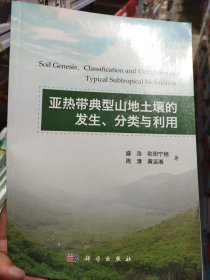 Soil Genesis, Classification and
Typical Subtropical Mountains
亚热带典型山地土壤的
发生、分类与利用
盛 浩 欧阳宁相
周 清 黄运湘 著
科学出版社